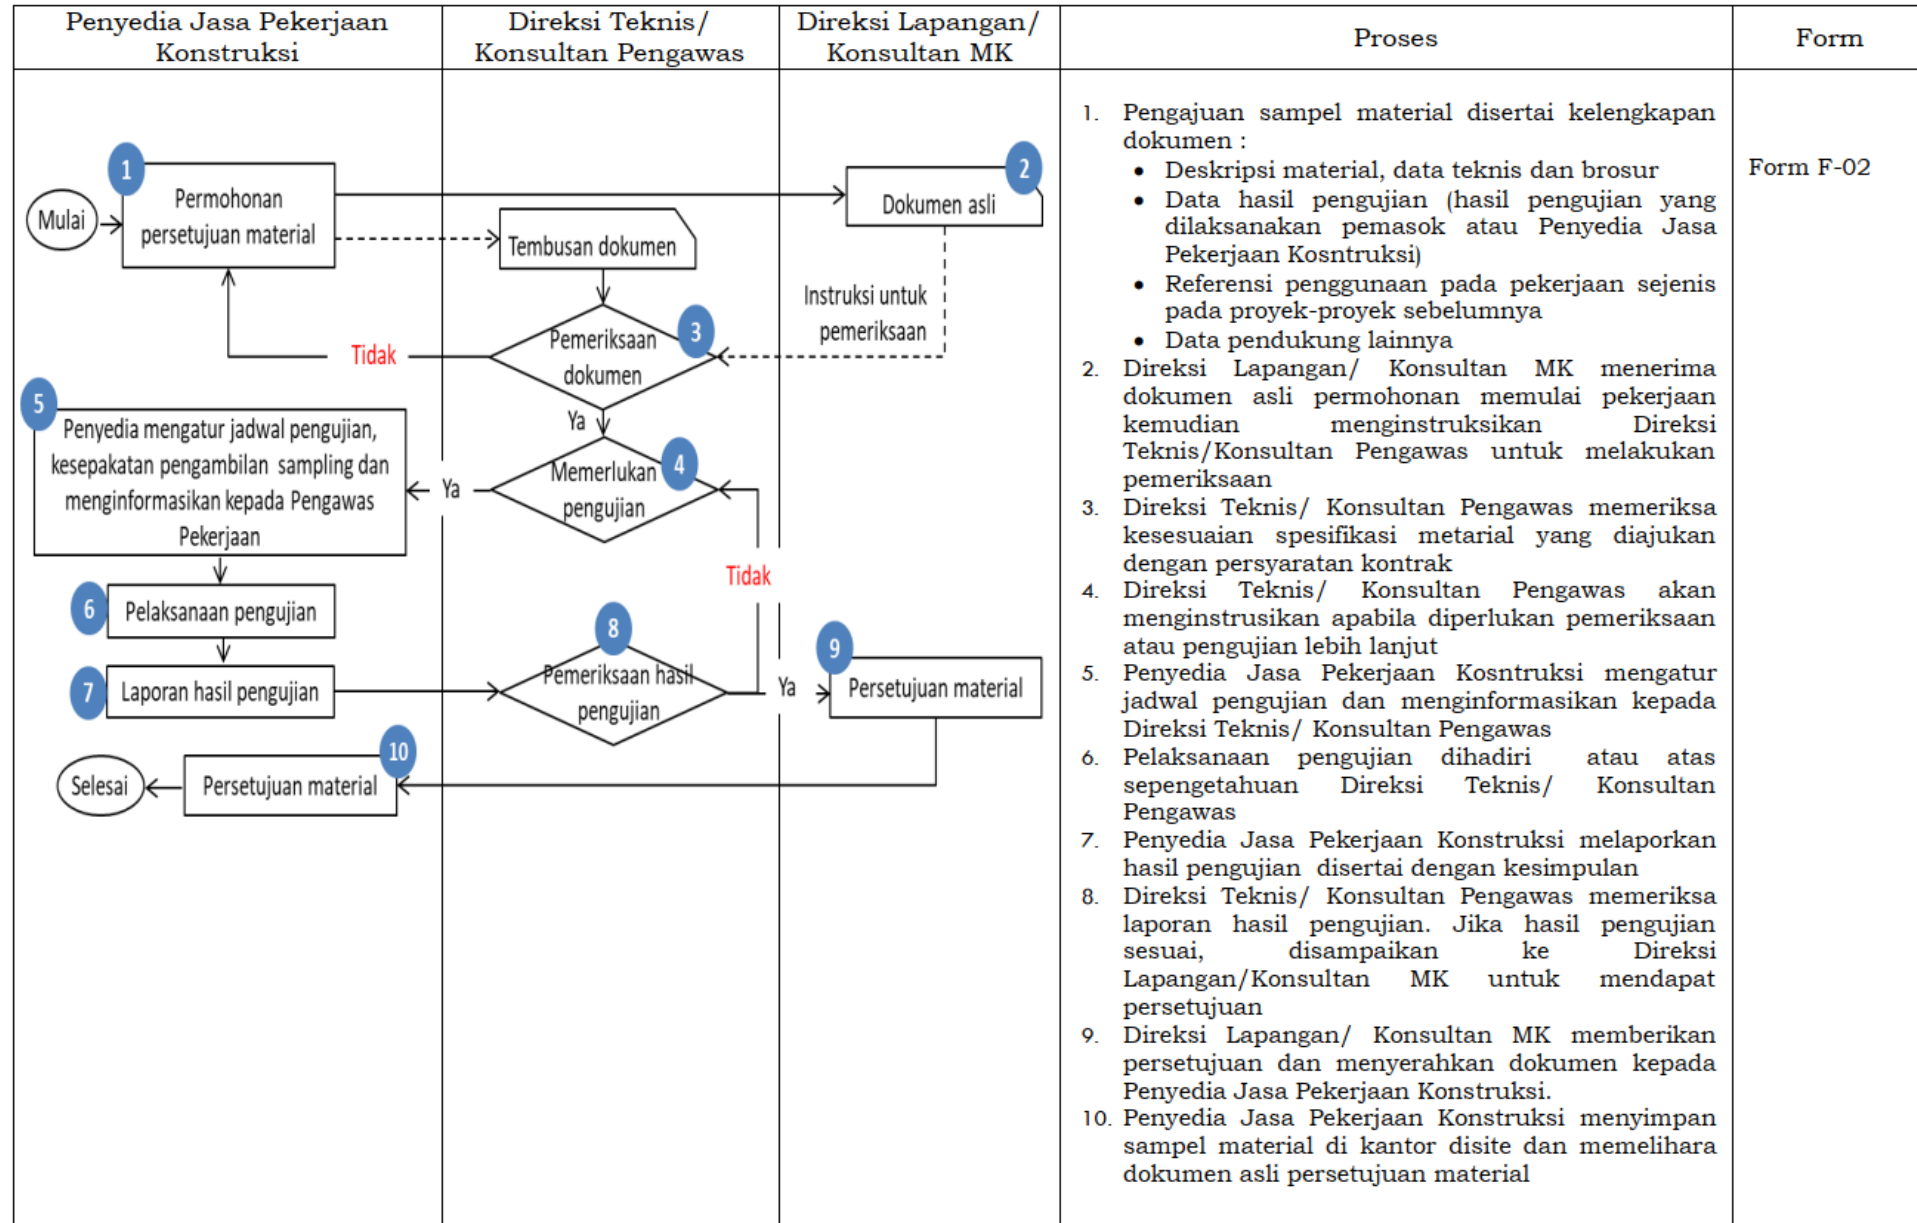 Penyedia Jasa Pekerjaan
Konstruksi
Direksi Teknis/
Konsultan Pengawas
Direksi Lapangan/
Konsultan MK
Proses
Form
Mulai
1
Permohonan
persetujuan material
Tembusan dokumen
2
Dokumen asli
Instruksi untuk
pemeriksaan
3
Pemeriksaan
dokumen
Tidak
Ya
4
Memerlukan
pengujian
Ya
5
Penyedia mengatur jadwal pengujian,
kesepakatan pengambilan sampling dan
menginformasikan kepada Pengawas
Pekerjaan
6
Pelaksanaan pengujian
7
Laporan hasil pengujian
8
Pemeriksaan hasil
pengujian
Tidak
Ya
9
Persetujuan material
10
Persetujuan material
Selesai
1. Pengajuan sampel material disertai kelengkapan
dokumen :
• Deskripsi material, data teknis dan brosur
• Data hasil pengujian (hasil pengujian yang
dilaksanakan pemasok atau Penyedia Jasa
Pekerjaan Kosntruksi)
• Referensi penggunaan pada pekerjaan sejenis
pada proyek-proyek sebelumnya
• Data pendukung lainnya
2. Direksi Lapangan/ Konsultan MK menerima
dokumen asli permohonan memulai pekerjaan
kemudian menginstruksikan Direksi
Teknis/Konsultan Pengawas untuk melakukan
pemeriksaan
3. Direksi Teknis/ Konsultan Pengawas memeriksa
kesesuaian spesifikasi metarial yang diajukan
dengan persyaratan kontrak
4. Direksi Teknis/ Konsultan Pengawas akan
menginstrusikan apabila diperlukan pemeriksaan
atau pengujian lebih lanjut
5. Penyedia Jasa Pekerjaan Kosntruksi mengatur
jadwal pengujian dan menginformasikan kepada
Direksi Teknis/ Konsultan Pengawas
6. Pelaksanaan pengujian dihadiri atau atas
sepengetahuan Direksi Teknis/ Konsultan
Pengawas
7. Penyedia Jasa Pekerjaan Konstruksi melaporkan
hasil pengujian disertai dengan kesimpulan
8. Direksi Teknis/ Konsultan Pengawas memeriksa
laporan hasil pengujian. Jika hasil pengujian
sesuai, disampaikan ke Direksi
Lapangan/Konsultan MK untuk mendapat
persetujuan
9. Direksi Lapangan/ Konsultan MK memberikan
persetujuan dan menyerahkan dokumen kepada
Penyedia Jasa Pekerjaan Konstruksi.
10. Penyedia Jasa Pekerjaan Konstruksi menyimpan
sampel material di kantor disite dan memelihara
dokumen asli persetujuan material
Form F-02